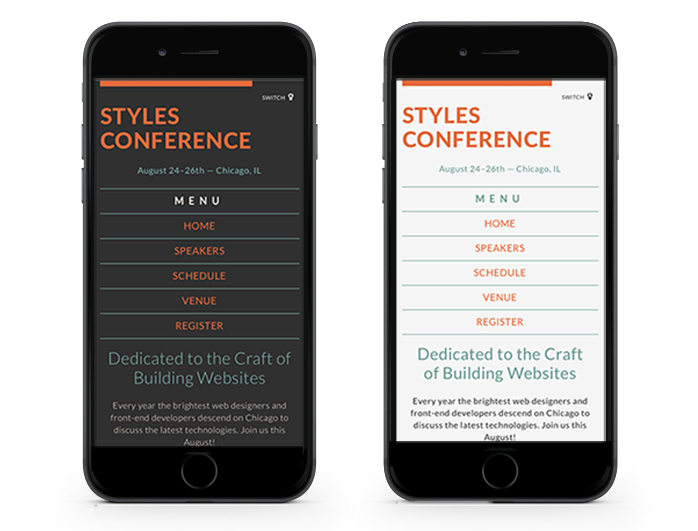 SWITCH
STYLES
CONFERENCE
August 24–26th — Chicago, IL
MENU
HOME
SPEAKERS
SCHEDULE
VENUE
REGISTER
Dedicated to the Craft of
Building Websites
Every year the brightest web designers and
front-end developers descend on Chicago to
discuss the latest technologies. Join us this
August!
SWITCH
STYLES
CONFERENCE
August 24–26th — Chicago, IL
MENU
HOME
SPEAKERS
SCHEDULE
VENUE
REGISTER
Dedicated to the Craft
of Building Websites
Every year the brightest web designers and
front-end developers descend on Chicago to
discuss the latest technologies. Join us this
August!